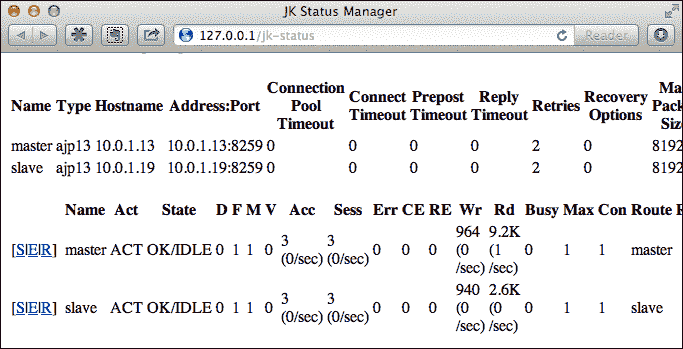 JK Status Manager
127.0.0.1/jk-status
Reader
Name Type Hostname Address:Port Connection Pool Timeout Connect Timeout Prepost Timeout Reply Timeout Retries Recovery Options Ma Pack Siz
master ajp13 10.0.1.13 10.0.1.13:8259 0 0 0 0 2 0 8192
slave ajp13 10.0.1.19 10.0.1.19:8259 0 0 0 0 2 0 8192
Name Act State D F M V Acc Sess Err CE RE Wr Rd Busy Max Con Route
[S|E|R] master ACT OK/IDLE 0 1 1 0 3 (0/sec) 3 (0/sec) 0 0 0 964 (0 /sec) 9.2K (1 /sec) 0 1 1 master
[S|E|R] slave ACT OK/IDLE 0 1 1 0 3 (0/sec) 3 (0/sec) 0 0 0 940 (0 /sec) 2.6K (0 /sec) 0 1 1 slave